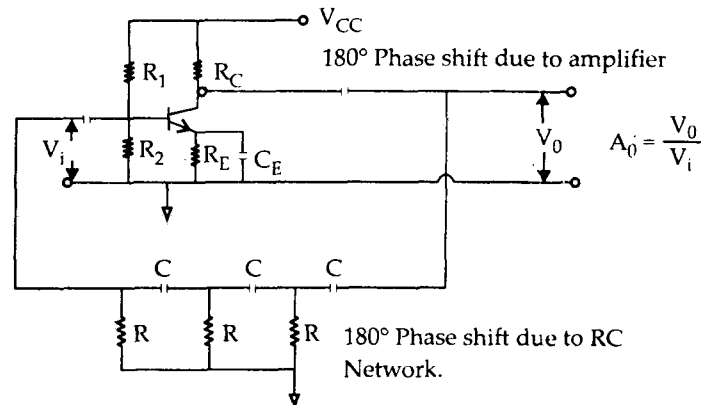 V_CC
180° Phase shift due to amplifier
R_1
R_C
V_i
R_2
R_E
C_E
V_0
A_0 = V_0 / V_i
C
C
C
R
R
R
180° Phase shift due to RC
Network.